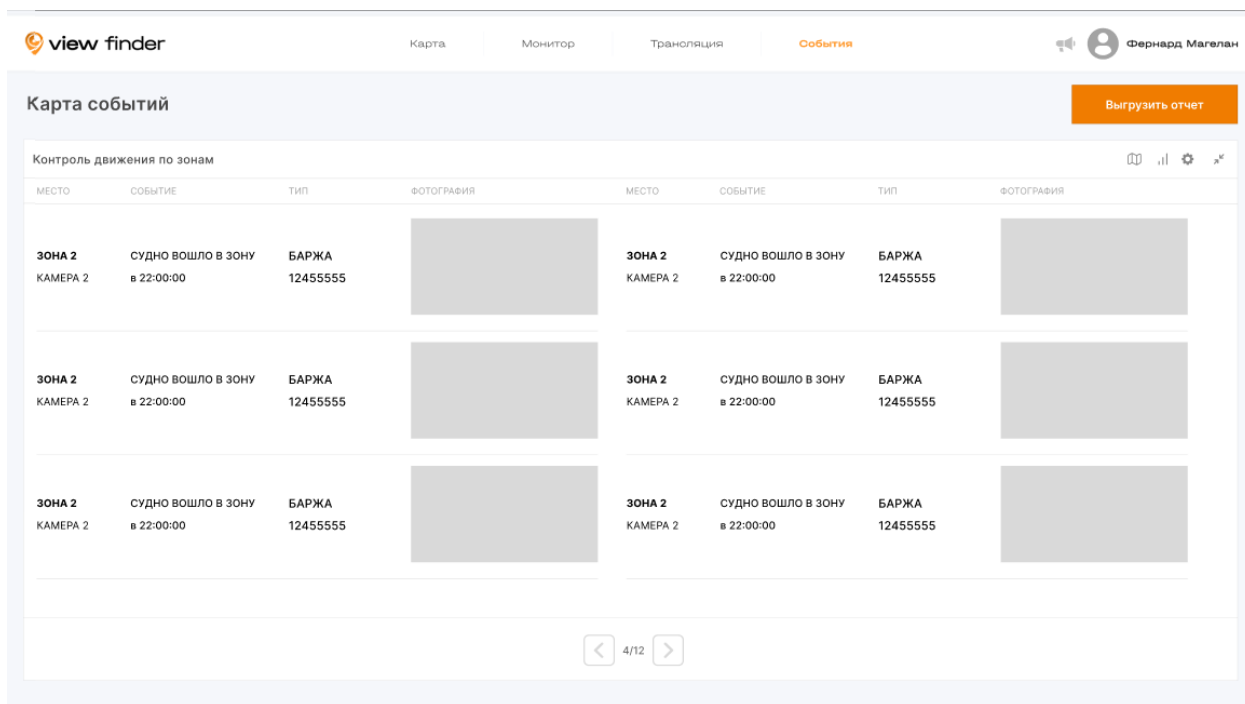 view finder
Карта Монитор Трансляция События
Фернард Магелан
Карта событий
Выгрузить отчет
Контроль движения по зонам
МЕСТО СОБЫТИЕ ТИП ФОТОГРАФИЯ МЕСТО СОБЫТИЕ ТИП ФОТОГРАФИЯ
ЗОНА 2 СУДНО ВОШЛО В ЗОНУ БАРЖА ЗОНА 2 СУДНО ВОШЛО В ЗОНУ БАРЖА
КАМЕРА 2 в 22:00:00 12455555 КАМЕРА 2 в 22:00:00 12455555
ЗОНА 2 СУДНО ВОШЛО В ЗОНУ БАРЖА ЗОНА 2 СУДНО ВОШЛО В ЗОНУ БАРЖА
КАМЕРА 2 в 22:00:00 12455555 КАМЕРА 2 в 22:00:00 12455555
ЗОНА 2 СУДНО ВОШЛО В ЗОНУ БАРЖА ЗОНА 2 СУДНО ВОШЛО В ЗОНУ БАРЖА
КАМЕРА 2 в 22:00:00 12455555 КАМЕРА 2 в 22:00:00 12455555
4/12